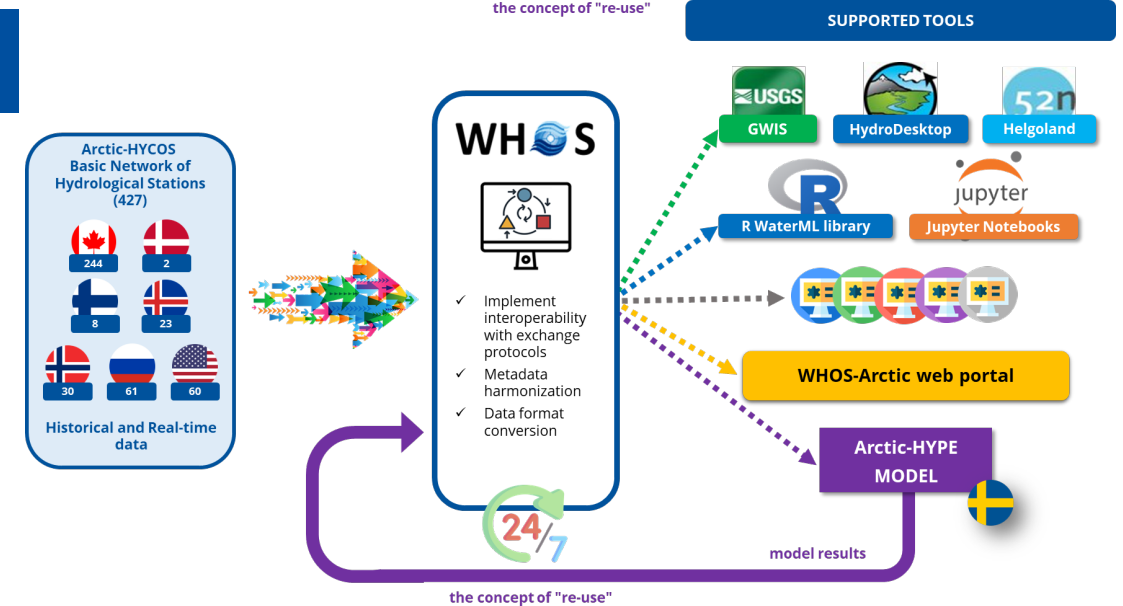 the concept of "re-use"
SUPPORTED TOOLS
Arctic-HYCOS
Basic Network of
Hydrological Stations
(427)
244
2
8
23
30
61
60
Historical and Real-time
data
WHOS
Implement
interoperability
with exchange
protocols
Metadata
harmonization
Data format
conversion
24/7
USGS
GWIS
HydroDesktop
52n
Helgoland
R
R WaterML library
jupyter
Jupyter Notebooks
WHOS-Arctic web portal
Arctic-HYPE
MODEL
model results
the concept of "re-use"